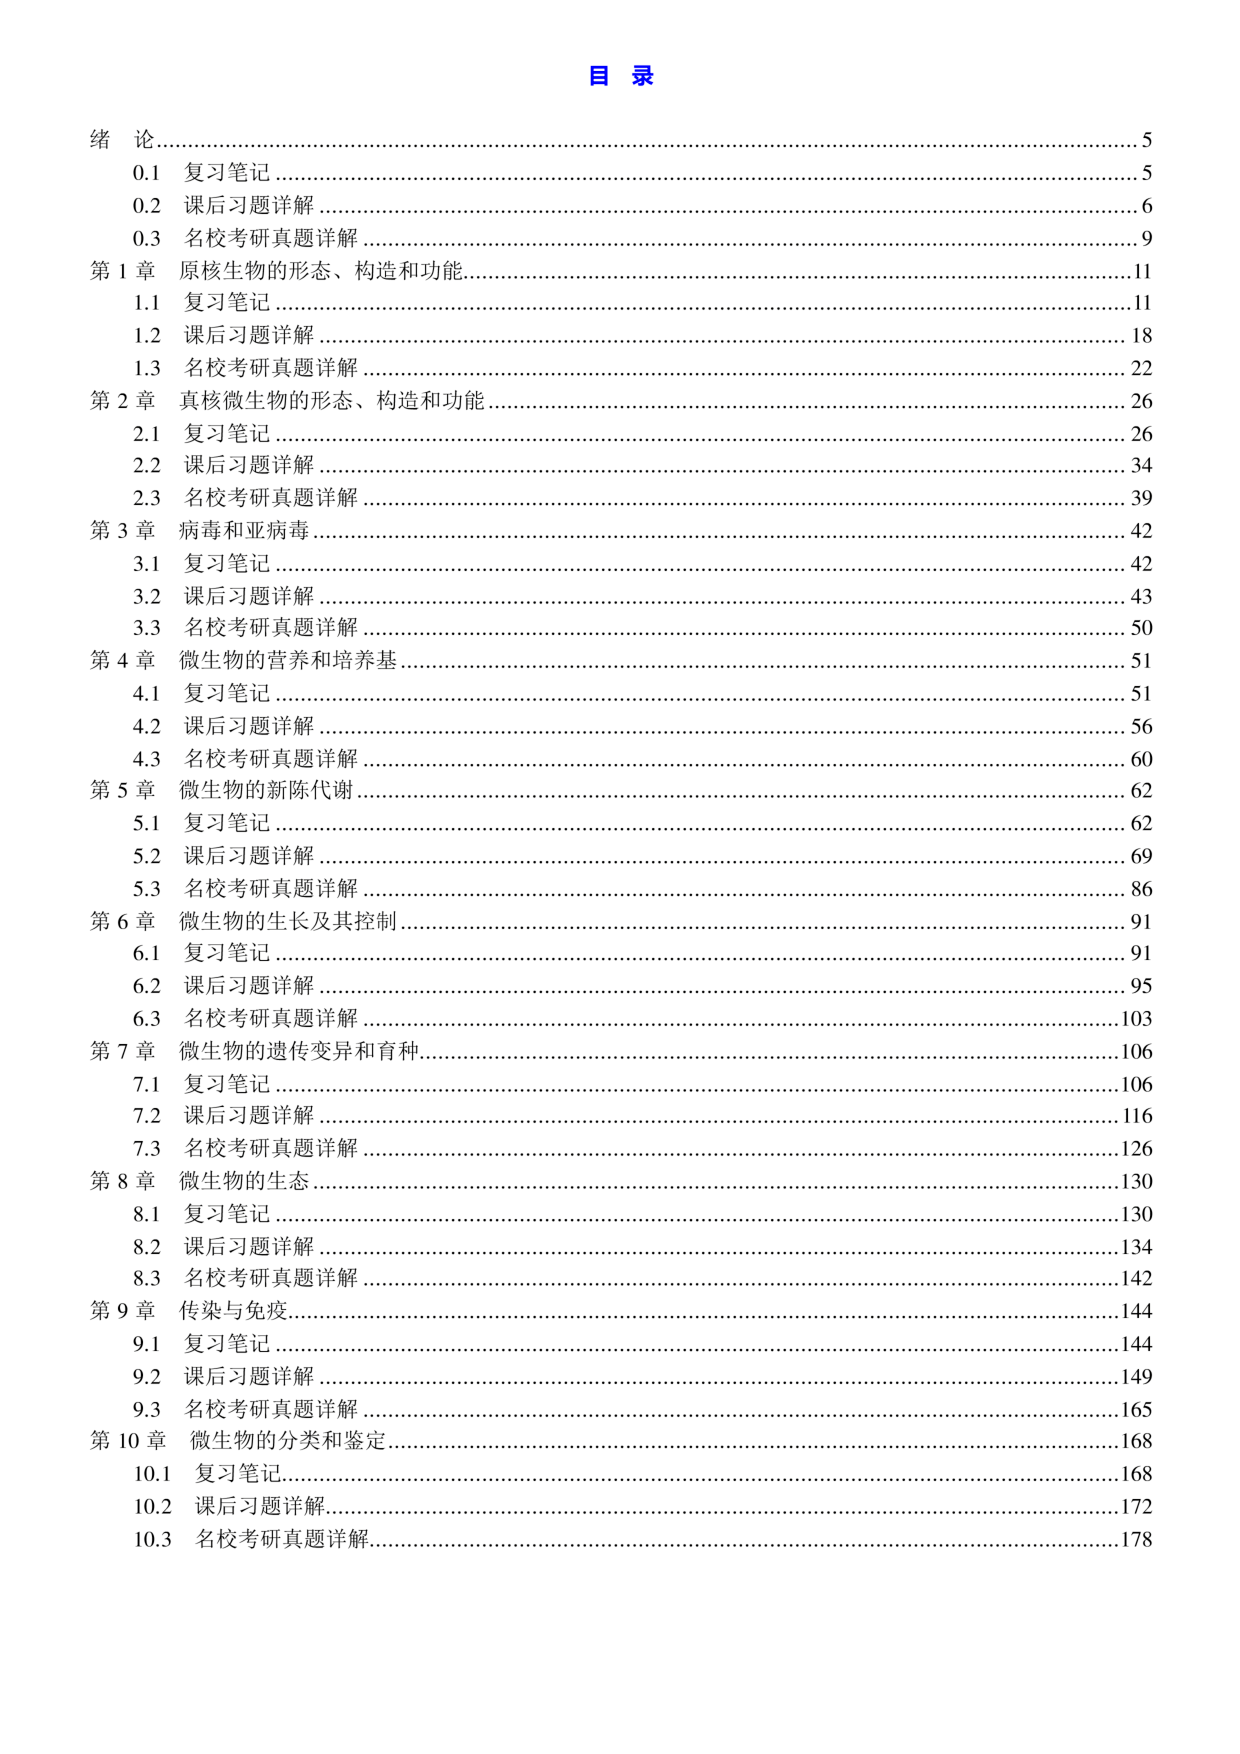 目 录
绪 论 5
0.1 复习笔记 5
0.2 课后习题详解 6
0.3 名校考研真题详解 9
第 1 章 原核生物的形态、构造和功能 11
1.1 复习笔记 11
1.2 课后习题详解 18
1.3 名校考研真题详解 22
第 2 章 真核微生物的形态、构造和功能 26
2.1 复习笔记 26
2.2 课后习题详解 34
2.3 名校考研真题详解 39
第 3 章 病毒和亚病毒 42
3.1 复习笔记 42
3.2 课后习题详解 43
3.3 名校考研真题详解 50
第 4 章 微生物的营养和培养基 51
4.1 复习笔记 51
4.2 课后习题详解 56
4.3 名校考研真题详解 60
第 5 章 微生物的新陈代谢 62
5.1 复习笔记 62
5.2 课后习题详解 69
5.3 名校考研真题详解 86
第 6 章 微生物的生长及其控制 91
6.1 复习笔记 91
6.2 课后习题详解 95
6.3 名校考研真题详解 103
第 7 章 微生物的遗传变异和育种 106
7.1 复习笔记 106
7.2 课后习题详解 116
7.3 名校考研真题详解 126
第 8 章 微生物的生态 130
8.1 复习笔记 130
8.2 课后习题详解 134
8.3 名校考研真题详解 142
第 9 章 传染与免疫 144
9.1 复习笔记 144
9.2 课后习题详解 149
9.3 名校考研真题详解 165
第 10 章 微生物的分类和鉴定 168
10.1 复习笔记 168
10.2 课后习题详解 172
10.3 名校考研真题详解 178